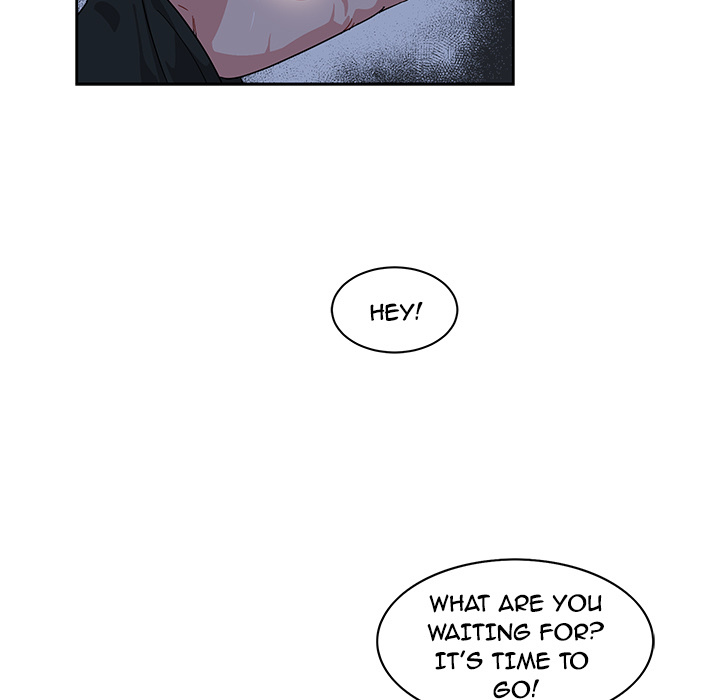 HEY!
WHAT ARE YOU
WAITING FOR?
IT'S TIME TO
GO!